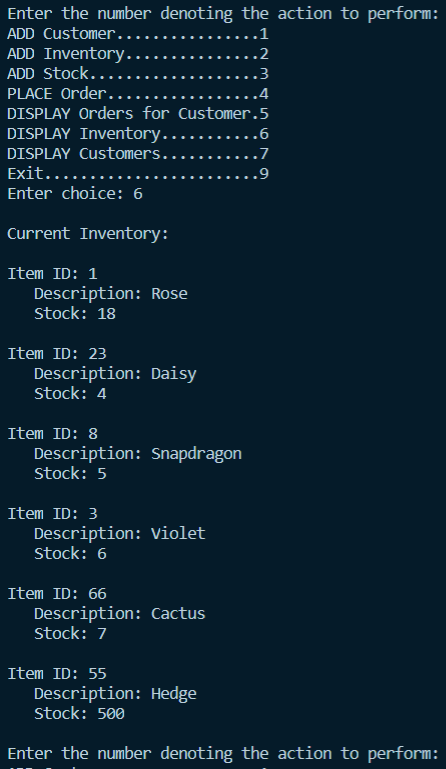 Enter the number denoting the action to perform:
ADD Customer................1
ADD Inventory...............2
ADD Stock...................3
PLACE Order.................4
DISPLAY Orders for Customer.5
DISPLAY Inventory...........6
DISPLAY Customers...........7
Exit........................9
Enter choice: 6
Current Inventory:
Item ID: 1
Description: Rose
Stock: 18
Item ID: 23
Description: Daisy
Stock: 4
Item ID: 8
Description: Snapdragon
Stock: 5
Item ID: 3
Description: Violet
Stock: 6
Item ID: 66
Description: Cactus
Stock: 7
Item ID: 55
Description: Hedge
Stock: 500
Enter the number denoting the action to perform: